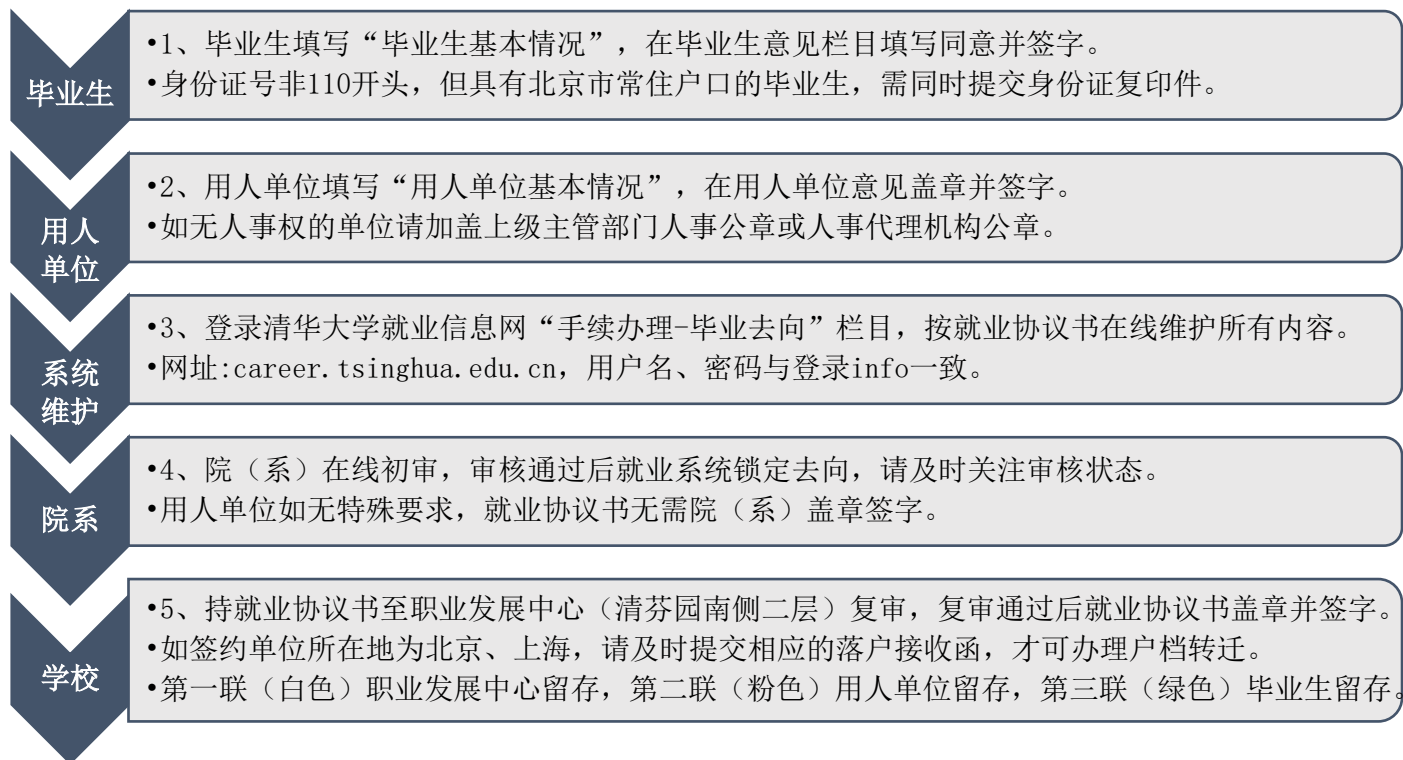 毕业生
•1、毕业生填写“毕业生基本情况”，在毕业生意见栏目填写同意并签字。
•身份证号非110开头，但具有北京市常住户口的毕业生，需同时提交身份证复印件。
用人
单位
•2、用人单位填写“用人单位基本情况”，在用人单位意见盖章并签字。
•如无人事权的单位请加盖上级主管部门人事公章或人事代理机构公章。
系统
维护
•3、登录清华大学就业信息网“手续办理-毕业去向”栏目，按就业协议书在线维护所有内容。
•网址:career.tsinghua.edu.cn，用户名、密码与登录info一致。
院系
•4、院（系）在线初审，审核通过后就业系统锁定去向，请及时关注审核状态。
•用人单位如无特殊要求，就业协议书无需院（系）盖章签字。
学校
•5、持就业协议书至职业发展中心（清芬园南侧二层）复审，复审通过后就业协议书盖章并签字。
•如签约单位所在地为北京、上海，请及时提交相应的落户接收函，才可办理户档转迁。
•第一联（白色）职业发展中心留存，第二联（粉色）用人单位留存，第三联（绿色）毕业生留存。